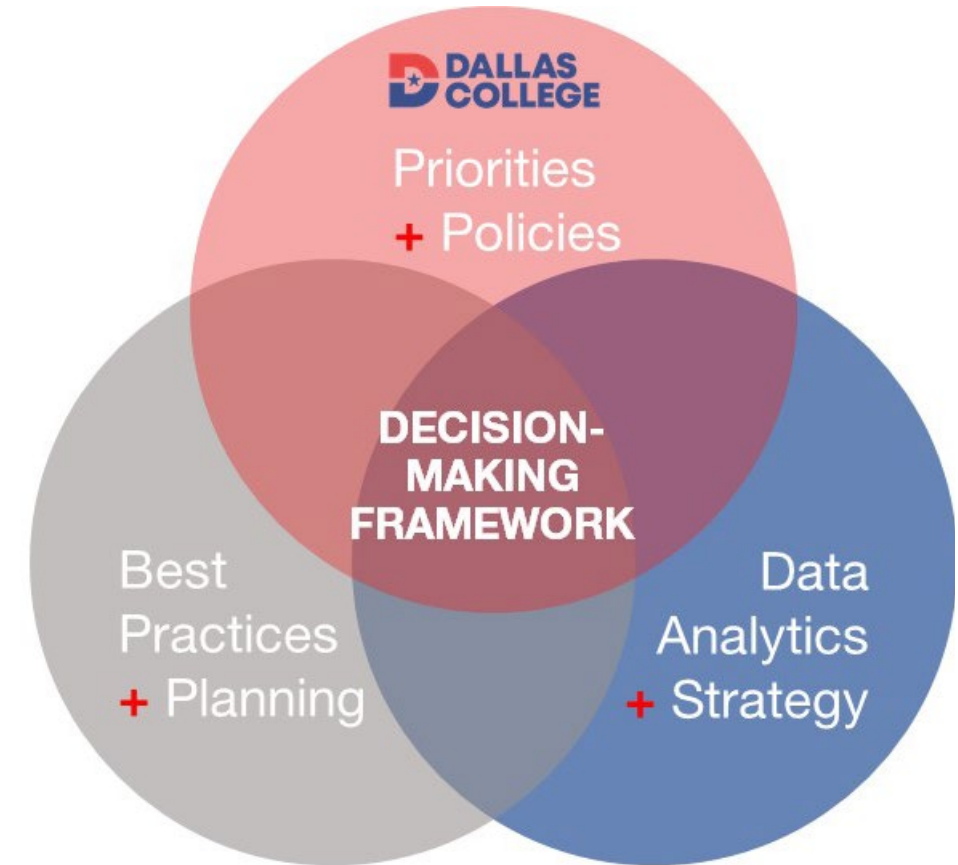 DALLAS
COLLEGE
Priorities
+ Policies
DECISION-
MAKING
FRAMEWORK
Best
Practices
+ Planning
Data
Analytics
+ Strategy